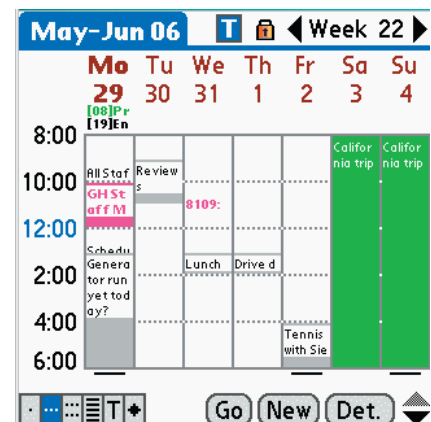 May-Jun 06 T Week 22
Mo Tu We Th Fr Sa Su
29 30 31 1 2 3 4
[08]Pr
[19]En
8:00
Califor
nia trip
Califor
nia trip
All Staf
Review
s
10:00
GH St
aff M
8109:
12:00
Schedu
Genera
tor run
yet tod
ay?
Lunch
Drive d
2:00
4:00
Tennis
with Sie
6:00
T
Go New Det.